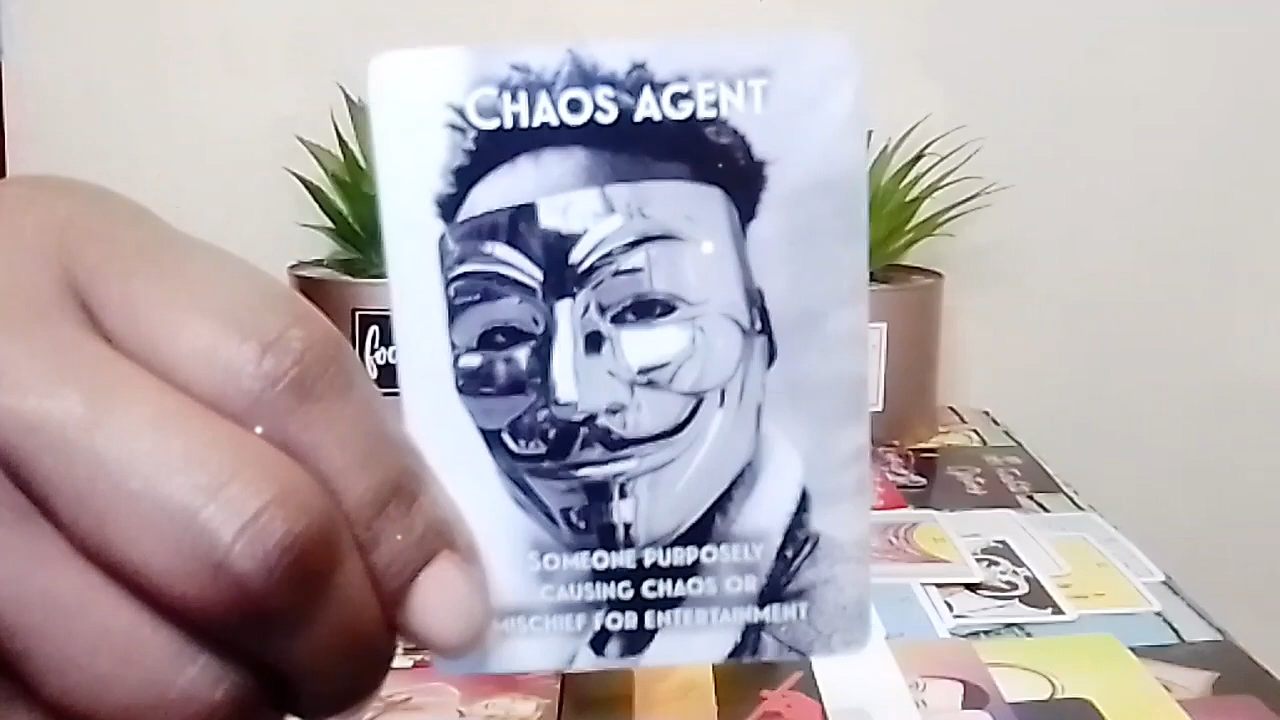 CHAOS AGENT
SOMEONE PURPOSELY
CAUSING CHAOS OR
MISCHIEF FOR ENTERTAINMENT